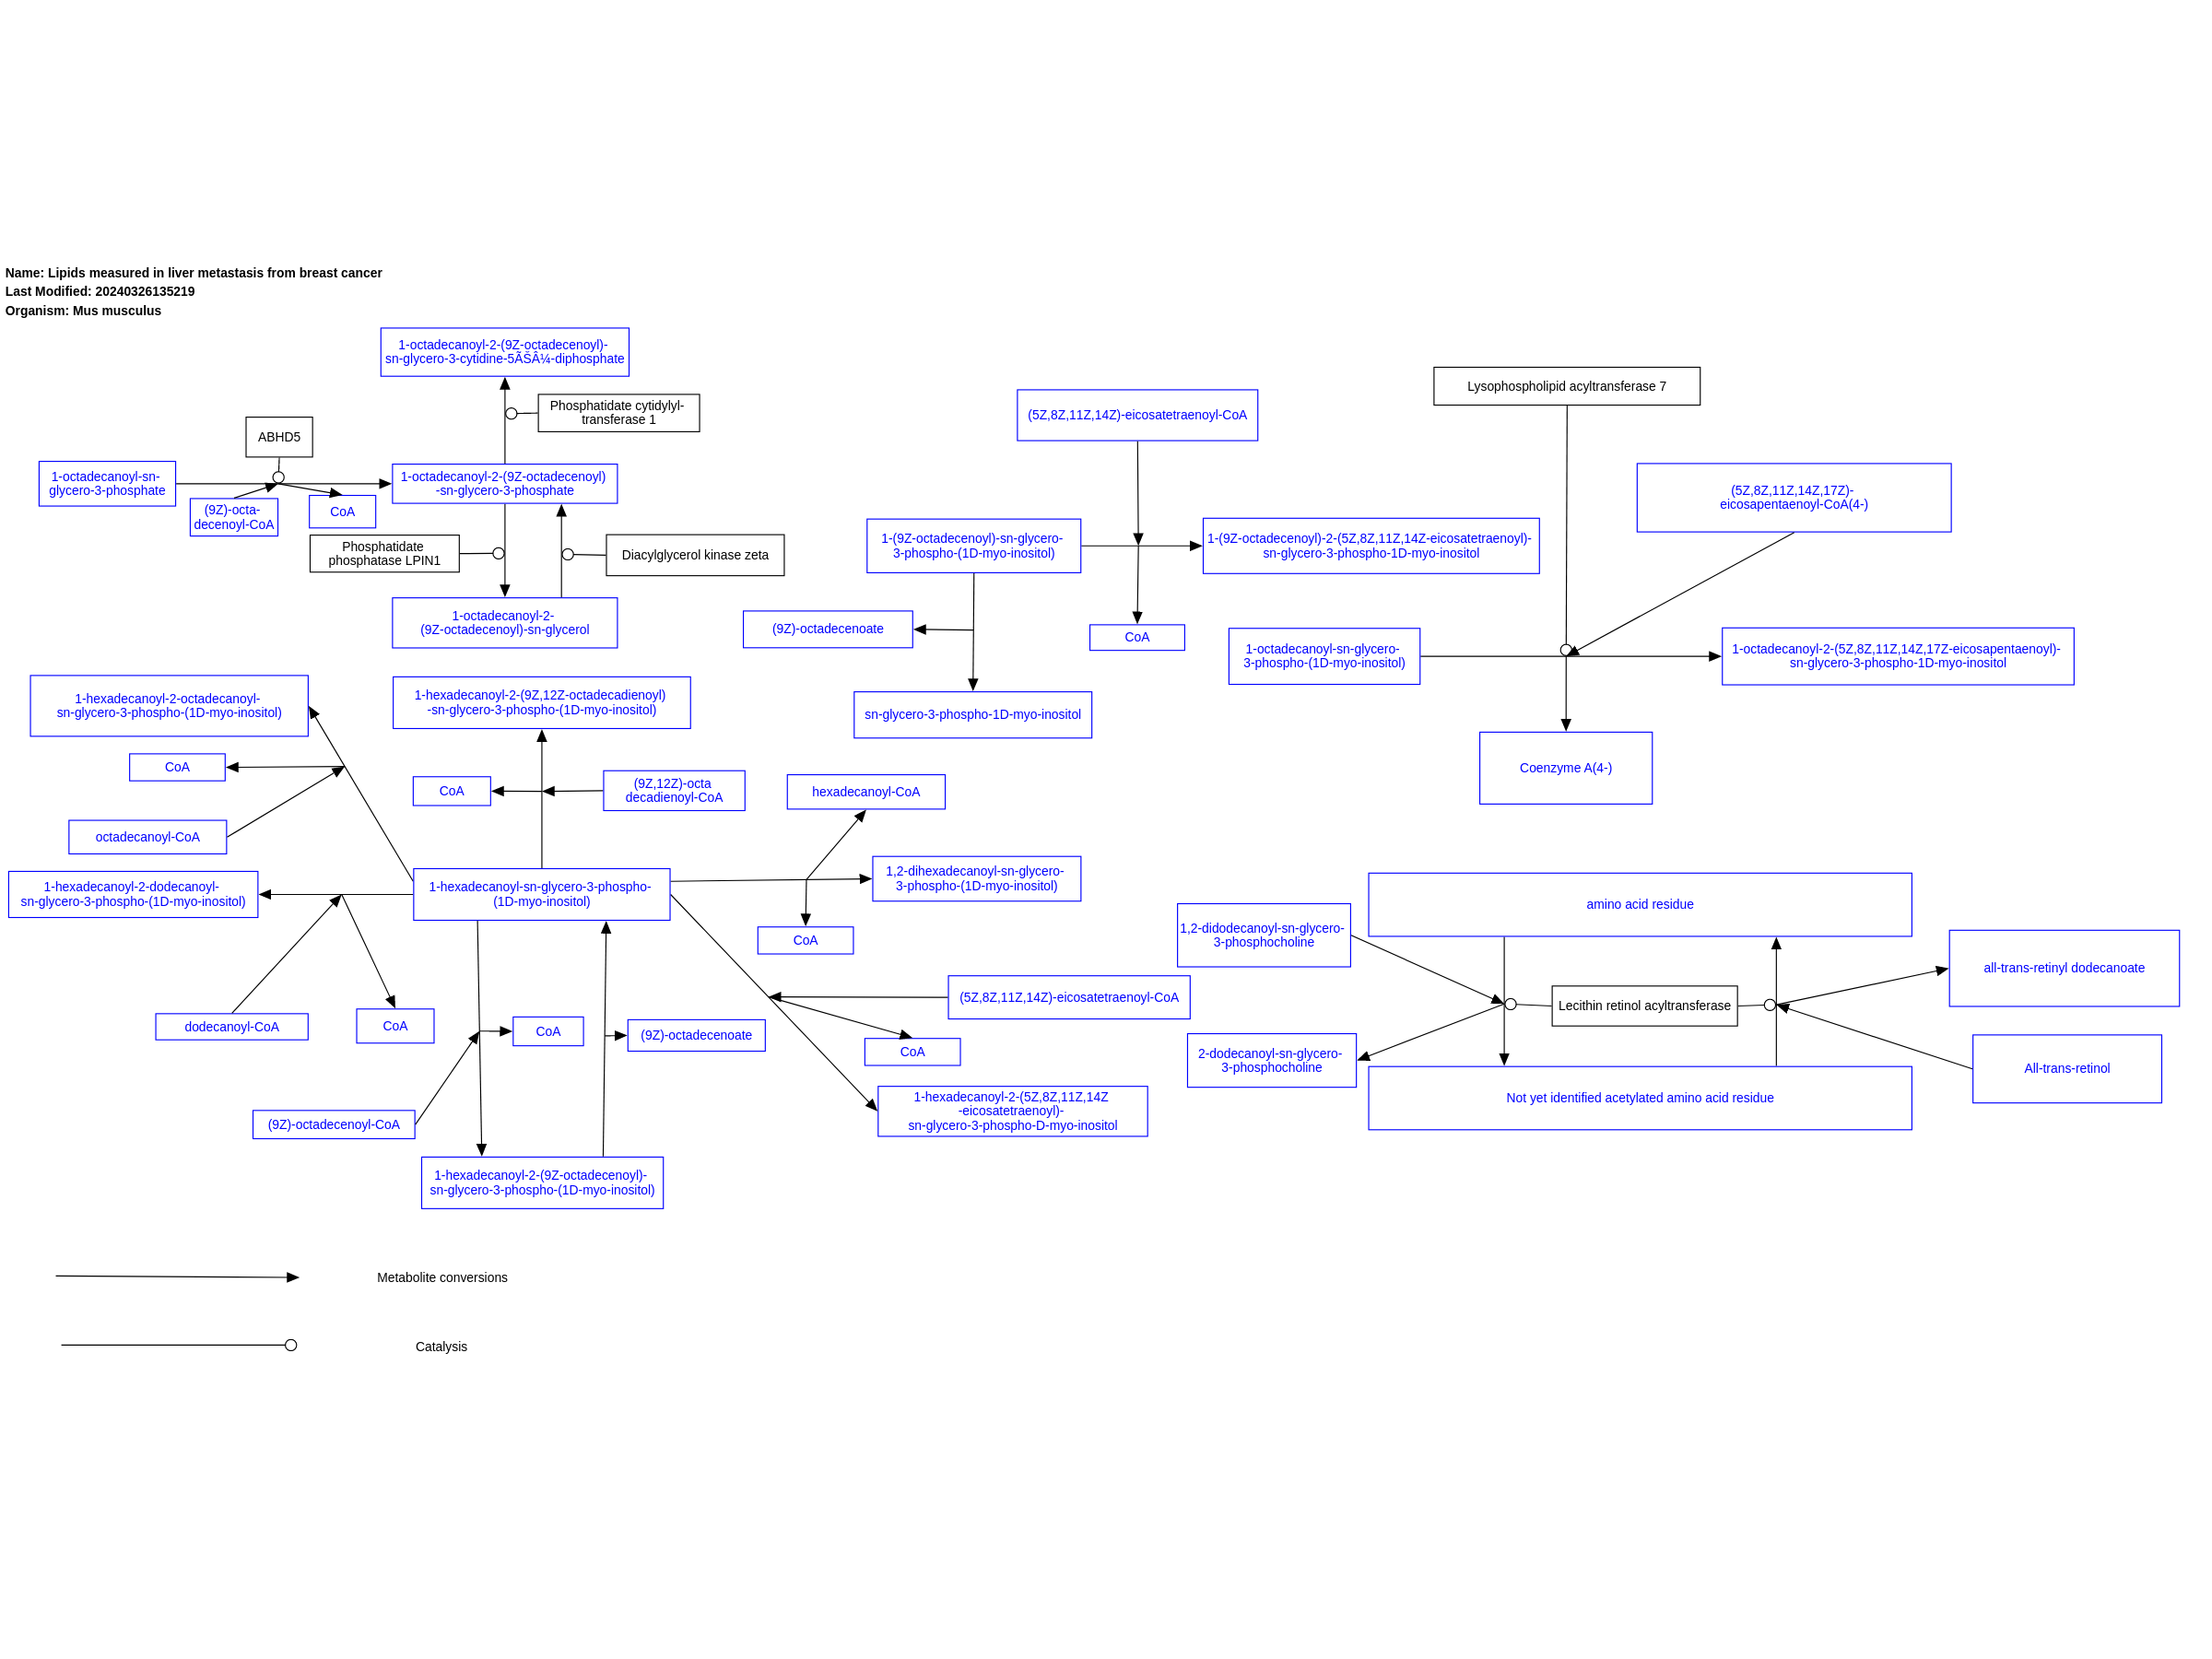 Name: Lipids measured in liver metastasis from breast cancer
Last Modified: 20240326135219
Organism: Mus musculus
1-octadecanoyl-2-(9Z-octadecenoyl)-
sn-glycero-3-cytidine-5ÃŠÂ¼-diphosphate
Phosphatidate cytidylyl-
transferase 1
ABHD5
1-octadecanoyl-sn-
glycero-3-phosphate
(9Z)-octa-
decenoyl-CoA
CoA
1-octadecanoyl-2-(9Z-octadecenoyl)
-sn-glycero-3-phosphate
Phosphatidate
phosphatase LPIN1
Diacylglycerol kinase zeta
1-octadecanoyl-2-
(9Z-octadecenoyl)-sn-glycerol
(5Z,8Z,11Z,14Z)-eicosatetraenoyl-CoA
1-(9Z-octadecenoyl)-sn-glycero-
3-phospho-(1D-myo-inositol)
1-(9Z-octadecenoyl)-2-(5Z,8Z,11Z,14Z-eicosatetraenoyl)-
sn-glycero-3-phospho-1D-myo-inositol
(9Z)-octadecenoate
CoA
sn-glycero-3-phospho-1D-myo-inositol
Lysophospholipid acyltransferase 7
(5Z,8Z,11Z,14Z,17Z)-
eicosapentaenoyl-CoA(4-)
1-octadecanoyl-sn-glycero-
3-phospho-(1D-myo-inositol)
1-octadecanoyl-2-(5Z,8Z,11Z,14Z,17Z-eicosapentaenoyl)-
sn-glycero-3-phospho-1D-myo-inositol
Coenzyme A(4-)
1-hexadecanoyl-2-octadecanoyl-
sn-glycero-3-phospho-(1D-myo-inositol)
CoA
octadecanoyl-CoA
1-hexadecanoyl-2-(9Z,12Z-octadecadienoyl)
-sn-glycero-3-phospho-(1D-myo-inositol)
CoA
(9Z,12Z)-octa
decadienoyl-CoA
hexadecanoyl-CoA
1-hexadecanoyl-2-dodecanoyl-
sn-glycero-3-phospho-(1D-myo-inositol)
1-hexadecanoyl-sn-glycero-3-phospho-
(1D-myo-inositol)
1,2-dihexadecanoyl-sn-glycero-
3-phospho-(1D-myo-inositol)
CoA
dodecanoyl-CoA
CoA
CoA
(9Z)-octadecenoate
(5Z,8Z,11Z,14Z)-eicosatetraenoyl-CoA
CoA
(9Z)-octadecenoyl-CoA
1-hexadecanoyl-2-(5Z,8Z,11Z,14Z
-eicosatetraenoyl)-
sn-glycero-3-phospho-D-myo-inositol
1-hexadecanoyl-2-(9Z-octadecenoyl)-
sn-glycero-3-phospho-(1D-myo-inositol)
amino acid residue
1,2-didodecanoyl-sn-glycero-
3-phosphocholine
all-trans-retinyl dodecanoate
Lecithin retinol acyltransferase
2-dodecanoyl-sn-glycero-
3-phosphocholine
All-trans-retinol
Not yet identified acetylated amino acid residue
Metabolite conversions
Catalysis